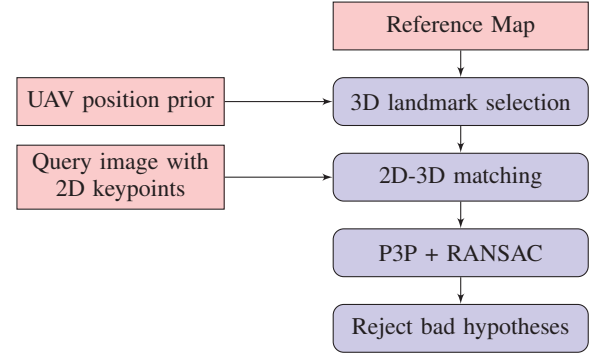 Reference Map
UAV position prior
3D landmark selection
Query image with
2D keypoints
2D-3D matching
P3P + RANSAC
Reject bad hypotheses